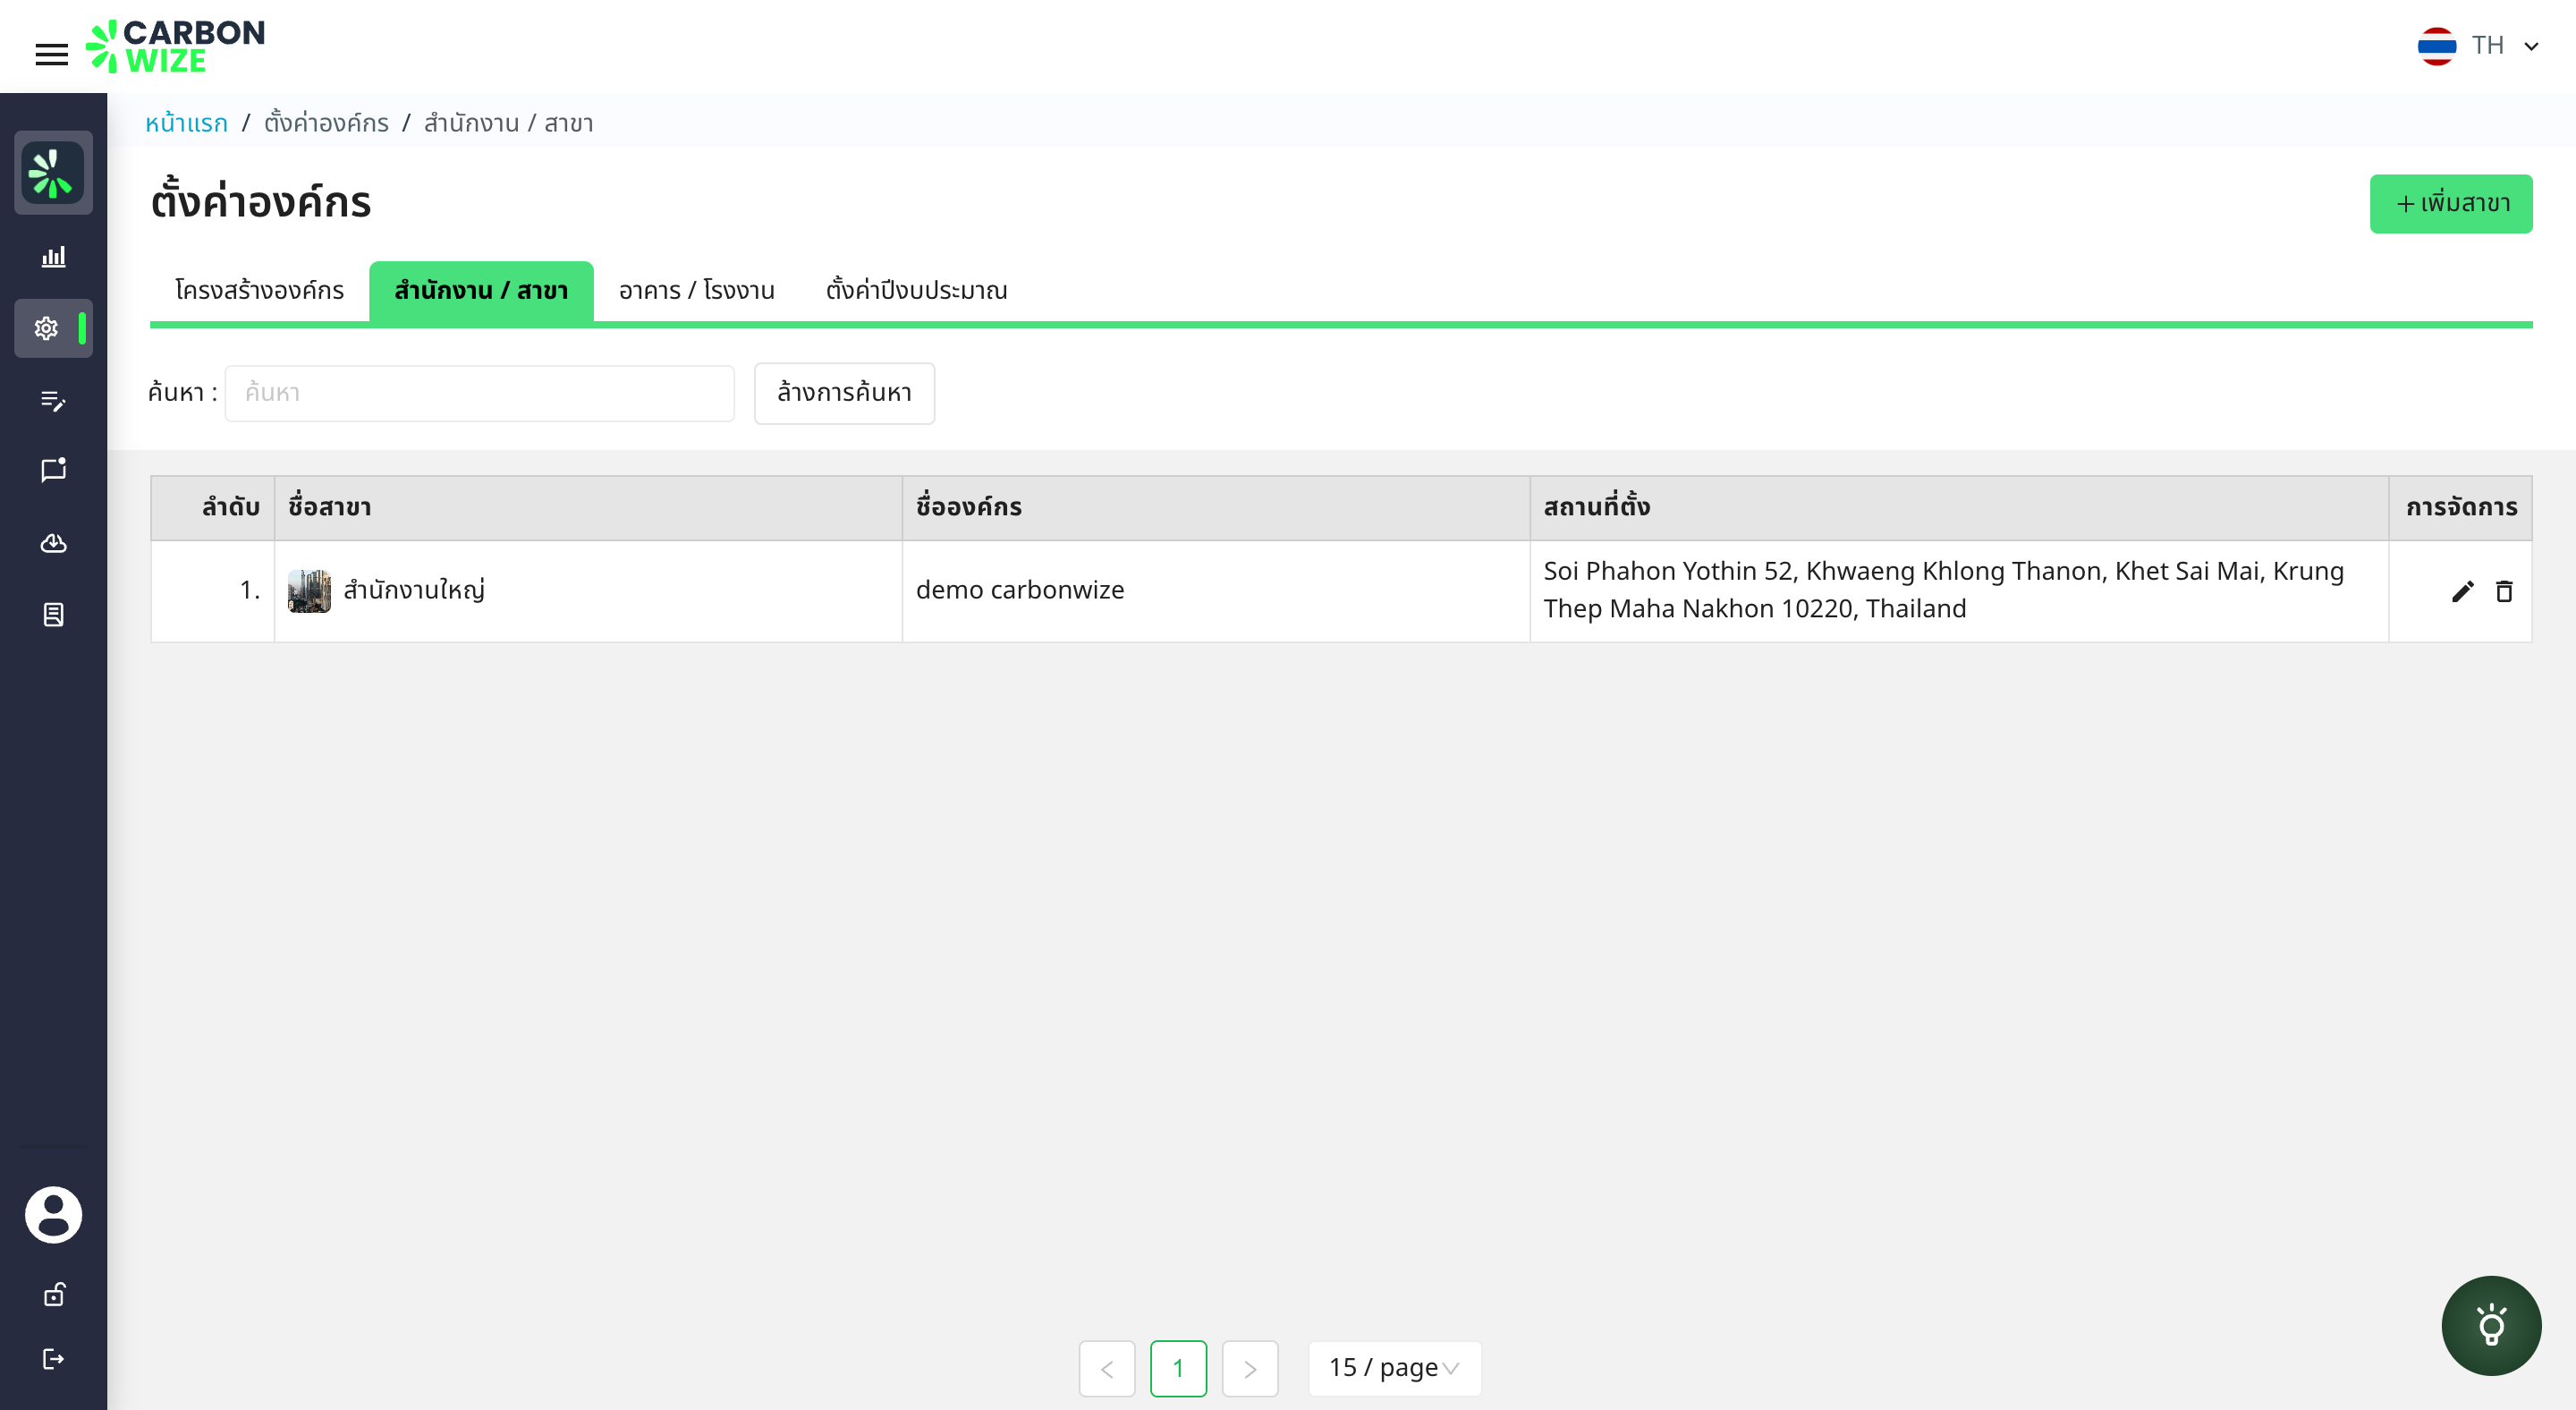 CARBON
WIZE
TH
หน้าแรก / ตั้งค่าองค์กร / สำนักงาน / สาขา
ตั้งค่าองค์กร
+ เพิ่มสาขา
โครงสร้างองค์กร สำนักงาน / สาขา อาคาร / โรงงาน ตั้งค่าปีงบประมาณ
ค้นหา : ค้นหา ล้างการค้นหา
ลำดับ ชื่อสาขา ชื่อองค์กร สถานที่ตั้ง การจัดการ
1. สำนักงานใหญ่ demo carbonwize Soi Phahon Yothin 52, Khwaeng Khlong Thanon, Khet Sai Mai, Krung
Thep Maha Nakhon 10220, Thailand
< 1 > 15 / page